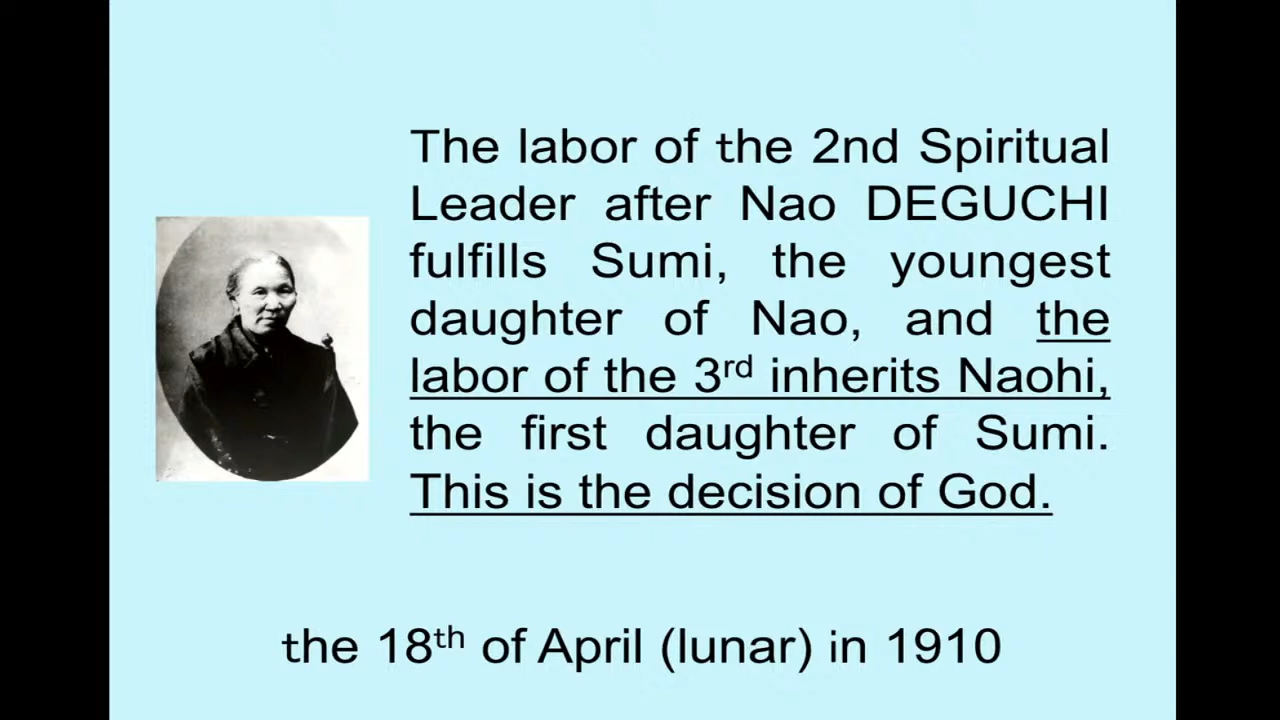 The labor of the 2nd Spiritual
Leader after Nao DEGUCHI
fulfills Sumi, the youngest
daughter of Nao, and the
labor of the 3rd inherits Naohi,
the first daughter of Sumi.
This is the decision of God.
the 18th of April (lunar) in 1910